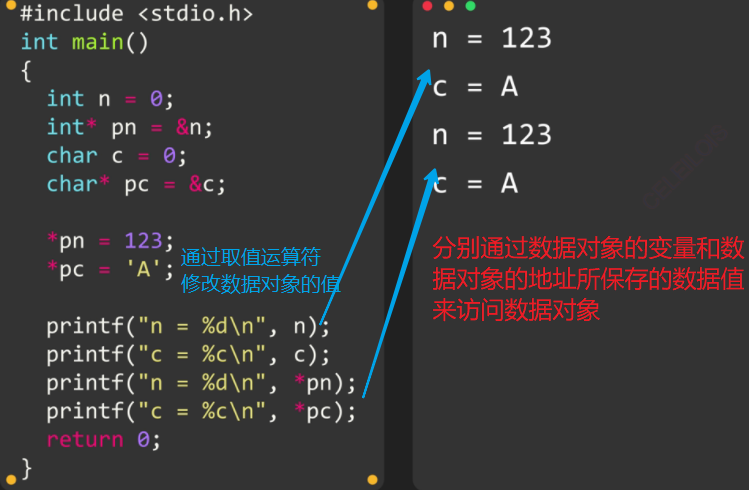 #include <stdio.h>
int main()
{
int n = 0;
int* pn = &n;
char c = 0;
char* pc = &c;
*pn = 123;
*pc = 'A';
通过取值运算符
修改数据对象的值
printf("n = %d\n", n);
printf("c = %c\n", c);
printf("n = %d\n", *pn);
printf("c = %c\n", *pc);
return 0;
}
n = 123
c = A
n = 123
c = A
分别通过数据对象的变量和数
据对象的地址所保存的数据值
来访问数据对象